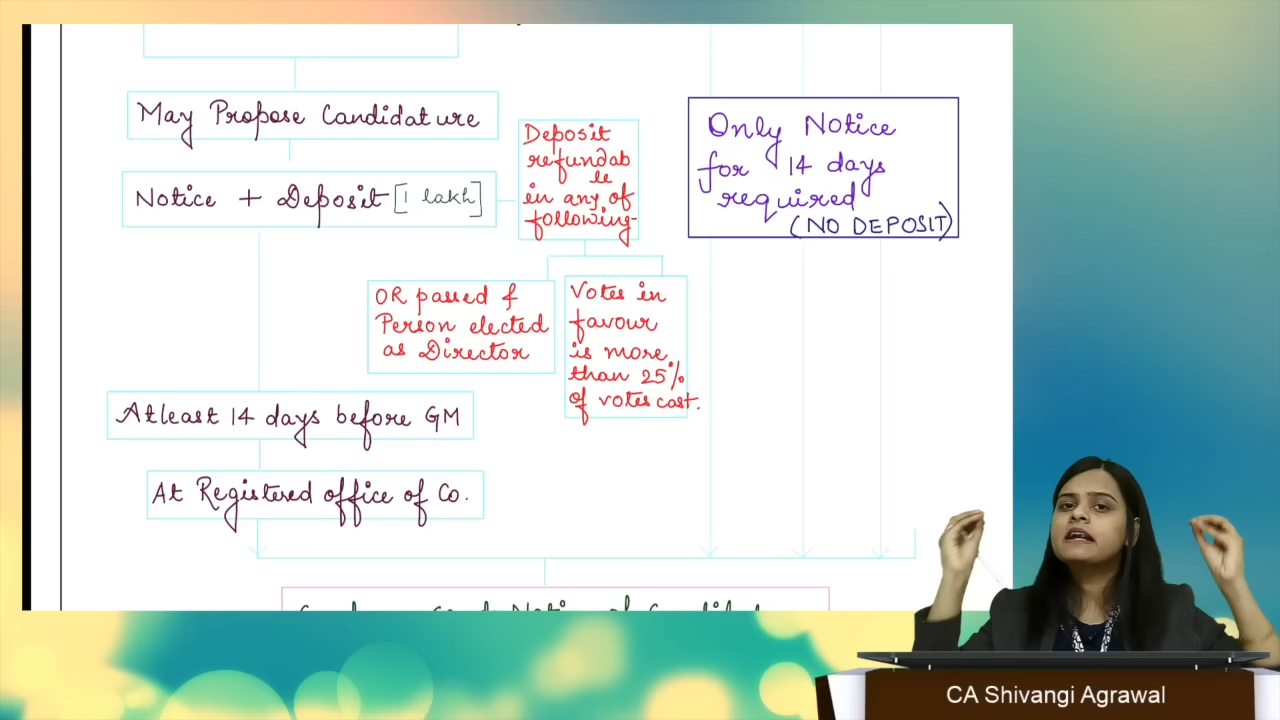 May Propose Candidature
Notice + Deposit [1 lakh]
Deposit
refundab
le
in any of
following-
Only Notice
for 14 days
required
(NO DEPOSIT)
OR passed &
Person elected
as Director
Votes in
favour
is more
than 25%
of votes cast.
Atleast 14 days before GM
At Registered office of Co.
CA Shivangi Agrawal